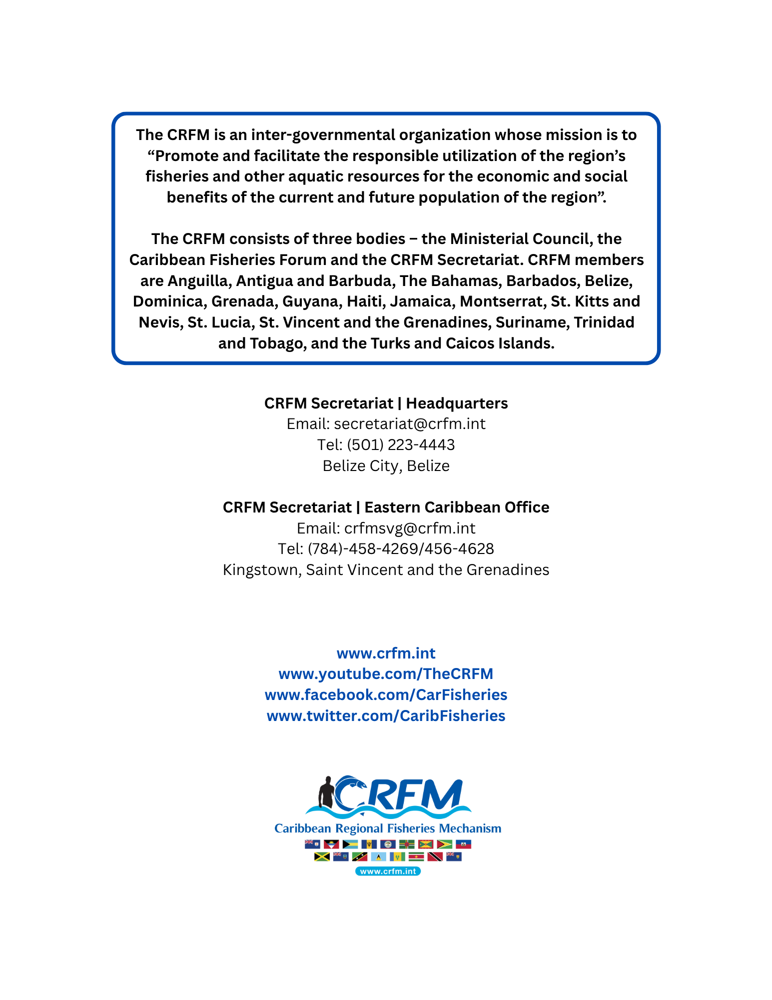 The CRFM is an inter-governmental organization whose mission is to
“Promote and facilitate the responsible utilization of the region’s
fisheries and other aquatic resources for the economic and social
benefits of the current and future population of the region”.
The CRFM consists of three bodies – the Ministerial Council, the
Caribbean Fisheries Forum and the CRFM Secretariat. CRFM members
are Anguilla, Antigua and Barbuda, The Bahamas, Barbados, Belize,
Dominica, Grenada, Guyana, Haiti, Jamaica, Montserrat, St. Kitts and
Nevis, St. Lucia, St. Vincent and the Grenadines, Suriname, Trinidad
and Tobago, and the Turks and Caicos Islands.
CRFM Secretariat | Headquarters
Email: secretariat@crfm.int
Tel: (501) 223-4443
Belize City, Belize
CRFM Secretariat | Eastern Caribbean Office
Email: crfmsvg@crfm.int
Tel: (784)-458-4269/456-4628
Kingstown, Saint Vincent and the Grenadines
www.crfm.int
www.youtube.com/TheCRFM
www.facebook.com/CarFisheries
www.twitter.com/CaribFisheries
CRFM
Caribbean Regional Fisheries Mechanism
www.crfm.int